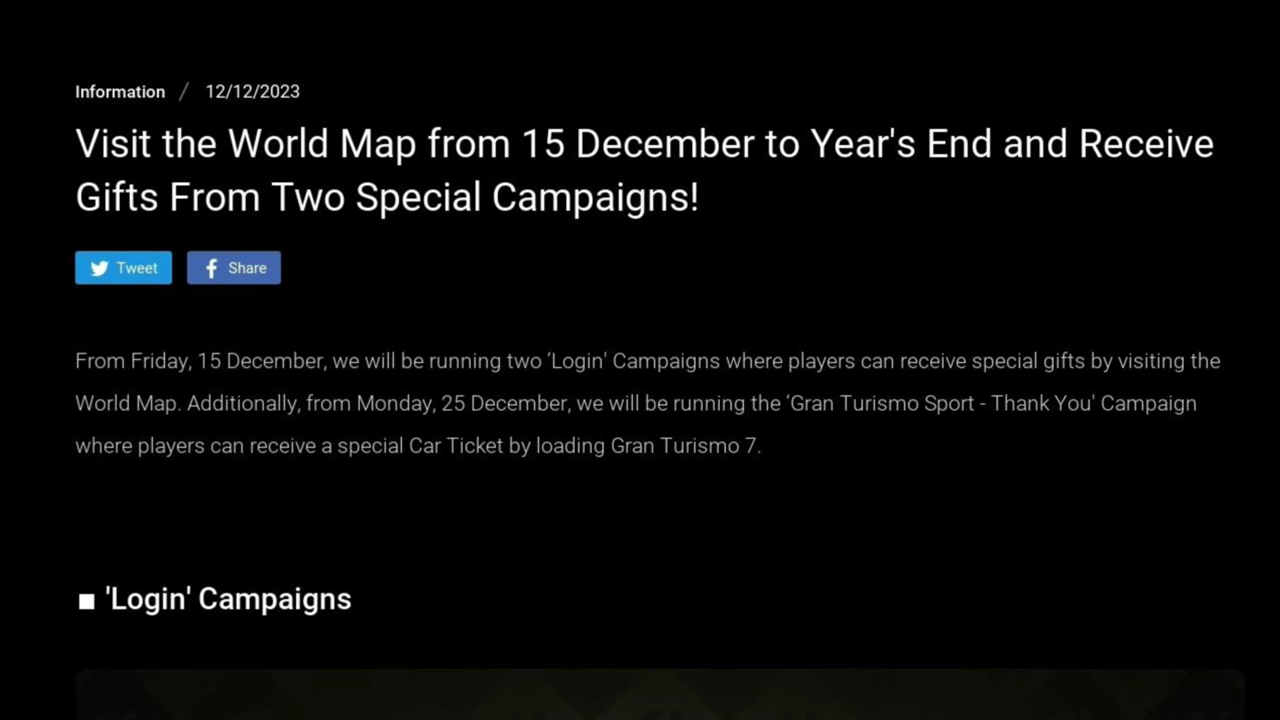 Information / 12/12/2023
Visit the World Map from 15 December to Year's End and Receive
Gifts From Two Special Campaigns!
Tweet Share
From Friday, 15 December, we will be running two ‘Login' Campaigns where players can receive special gifts by visiting the
World Map. Additionally, from Monday, 25 December, we will be running the ‘Gran Turismo Sport - Thank You' Campaign
where players can receive a special Car Ticket by loading Gran Turismo 7.
■ 'Login' Campaigns